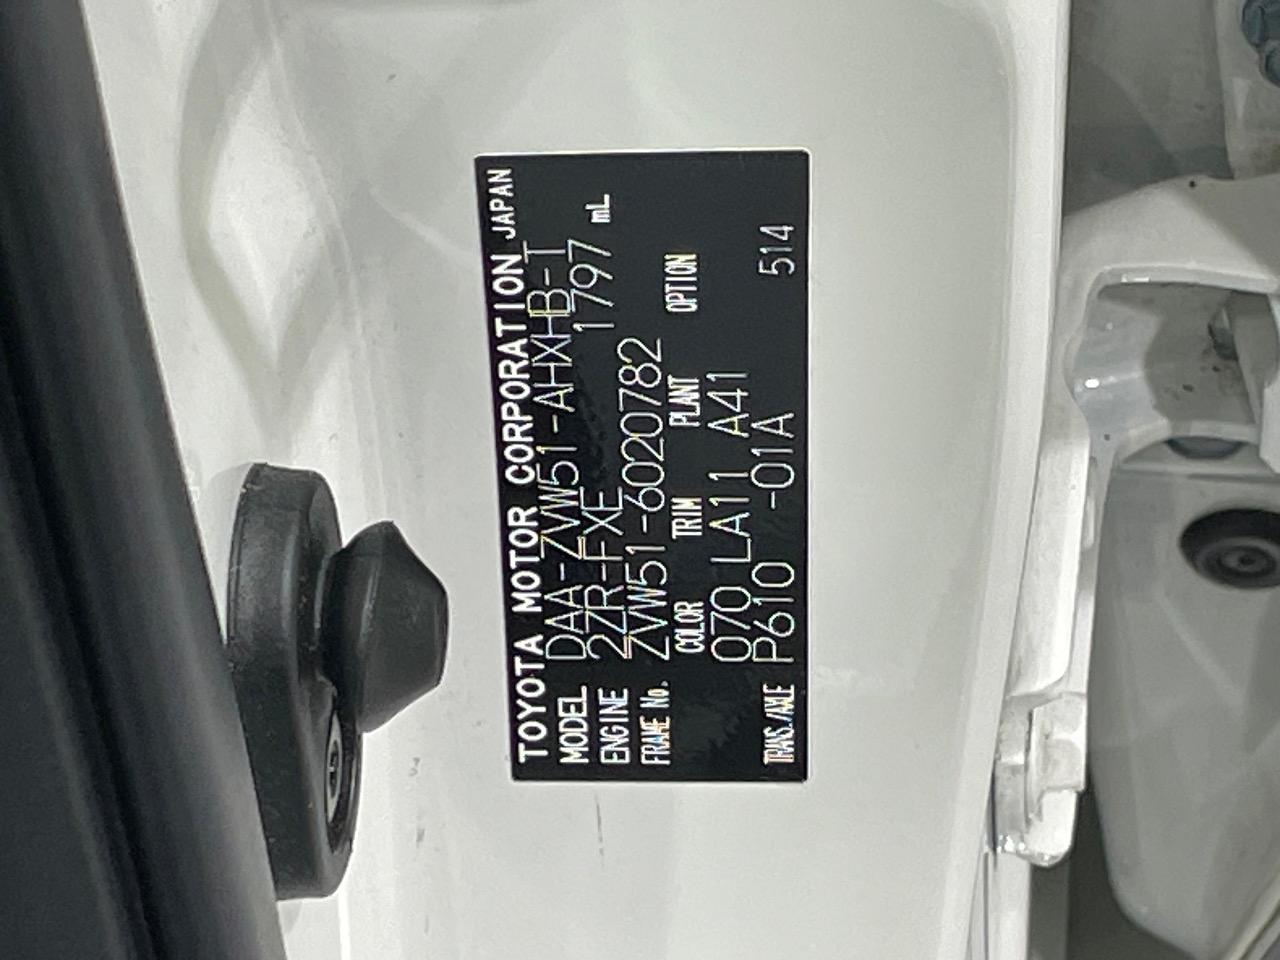 TOYOTA MOTOR CORPORATION JAPAN
MODEL DAA-ZVW51-AHXHB-T
ENGINE 2ZR-FXE 1797 mL
FRAME No. ZVW51-6020782
COLOR TRIM PLANT OPTION
070 LA11 A41
TRANS./AXLE P610 -01A 514